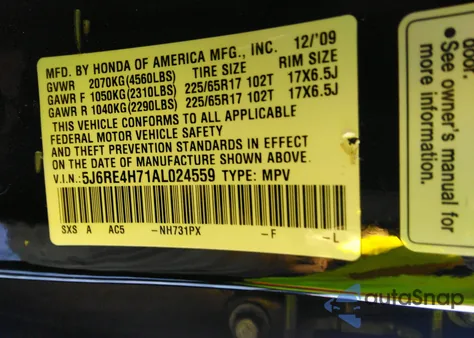 MFD. BY HONDA OF AMERICA MFG., INC. 12/'09
GVWR 2070KG(4560LBS) TIRE SIZE RIM SIZE
GAWR F 1050KG(2310LBS) 225/65R17 102T 17X6.5J
GAWR R 1040KG(2290LBS) 225/65R17 102T 17X6.5J
THIS VEHICLE CONFORMS TO ALL APPLICABLE
FEDERAL MOTOR VEHICLE SAFETY
AND THEFT PREVENTION STANDARDS IN EFFECT
ON THE DATE OF MANUFACTURE SHOWN ABOVE.
V.I.N.: 5J6RE4H71AL024559 TYPE: MPV
SXS A AC5 -NH731PX -F -L
door.
• See owner's manual
for more information.
autoSnap